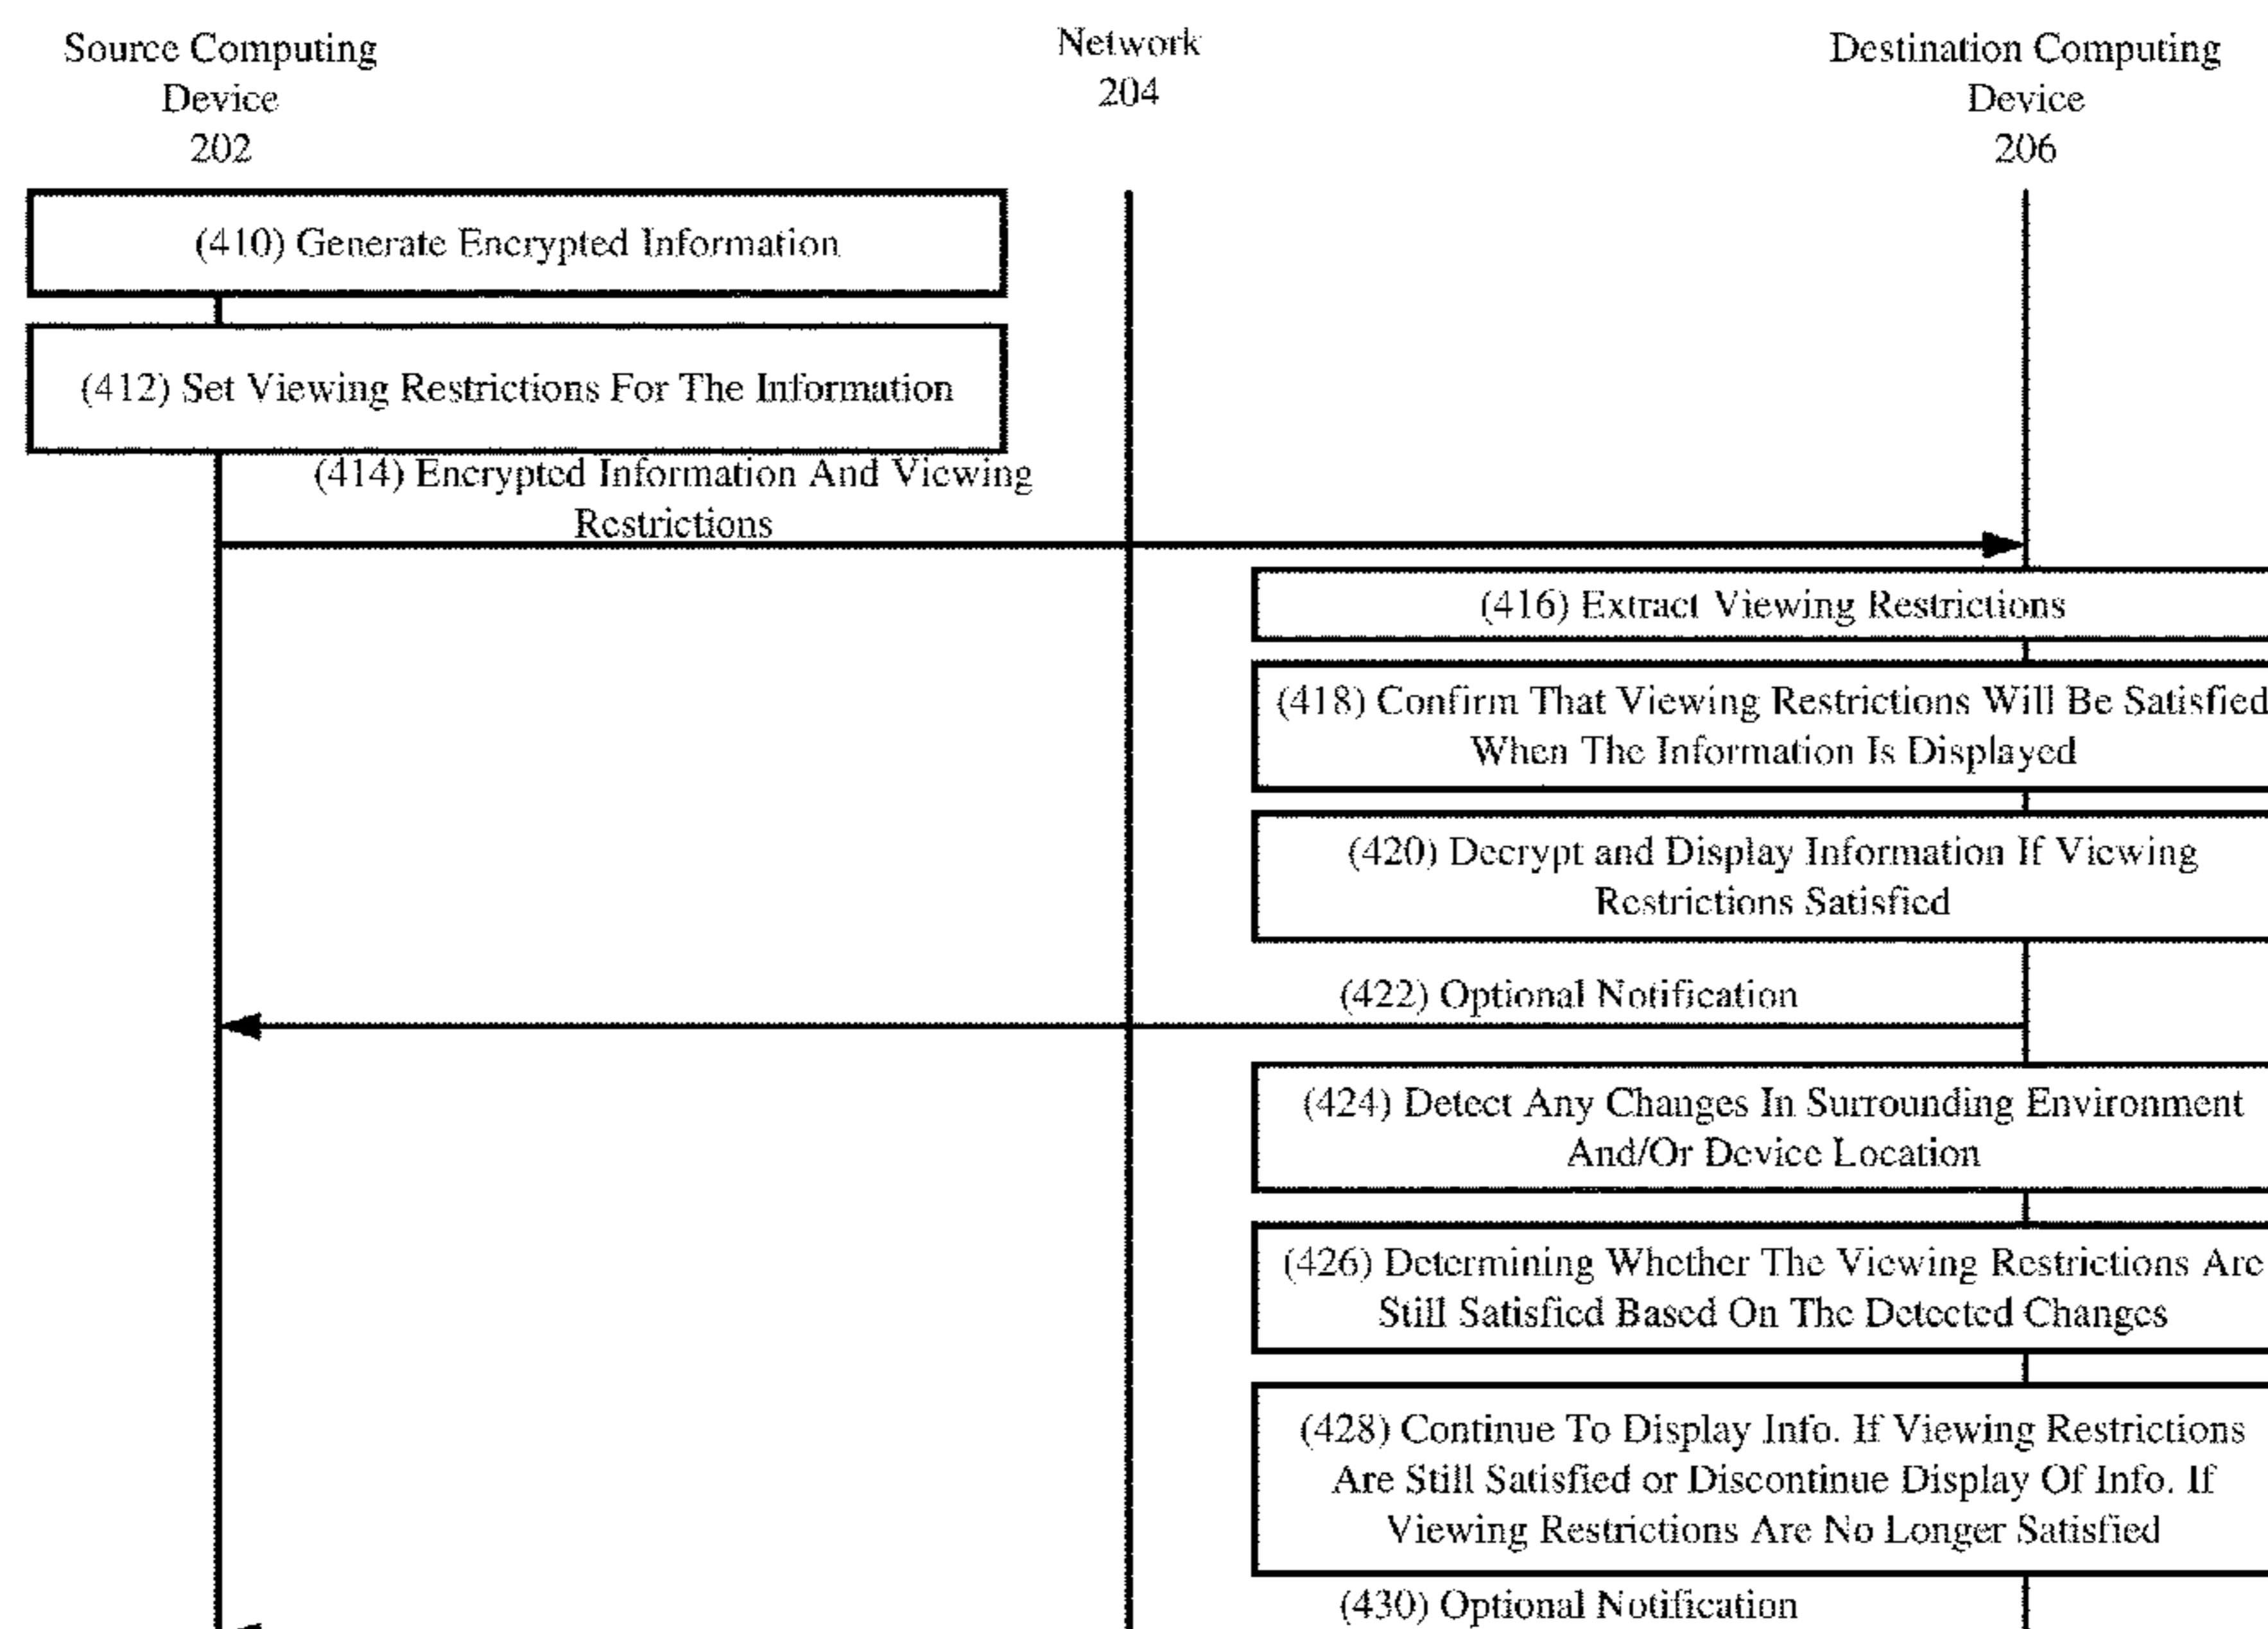 Source Computing
Device
202
Network
204
Destination Computing
Device
206
(410) Generate Encrypted Information
(412) Set Viewing Restrictions For The Information
(414) Encrypted Information And Viewing
Restrictions
(416) Extract Viewing Restrictions
(418) Confirm That Viewing Restrictions Will Be Satisfied
When The Information Is Displayed
(420) Decrypt and Display Information If Viewing
Restrictions Satisfied
(422) Optional Notification
(424) Detect Any Changes In Surrounding Environment
And/Or Device Location
(426) Determining Whether The Viewing Restrictions Are
Still Satisfied Based On The Detected Changes
(428) Continue To Display Info. If Viewing Restrictions
Are Still Satisfied or Discontinue Display Of Info. If
Viewing Restrictions Are No Longer Satisfied
(430) Optional Notification